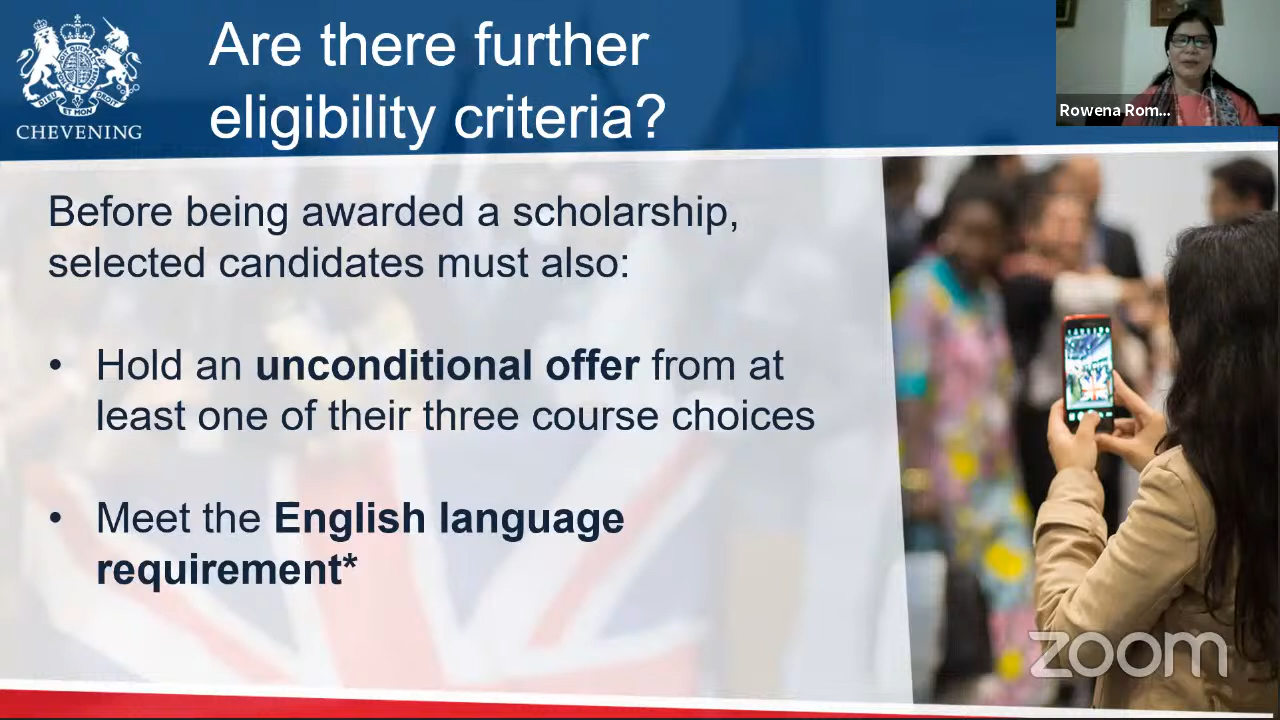 Are there further
eligibility criteria?
CHEVENING
Rowena Rom...
Before being awarded a scholarship,
selected candidates must also:
• Hold an unconditional offer from at
least one of their three course choices
• Meet the English language
requirement*
zoom